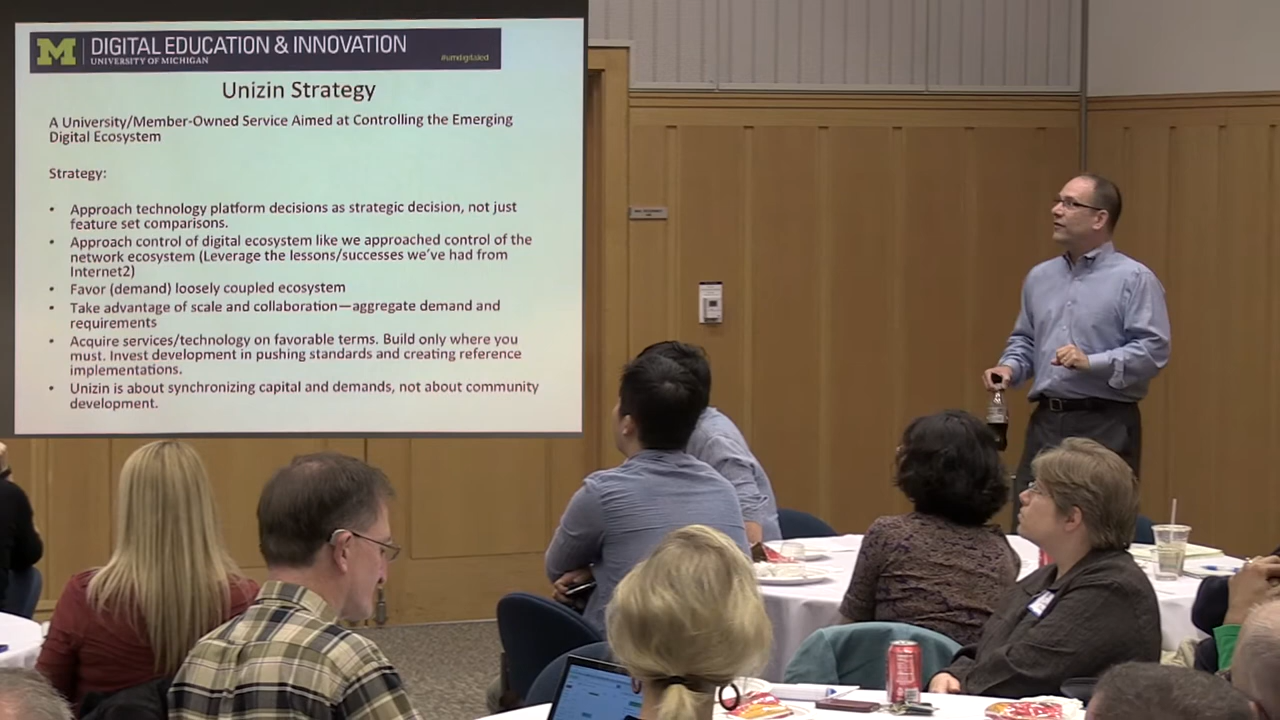 M DIGITAL EDUCATION & INNOVATION
UNIVERSITY OF MICHIGAN
#umdigitaled
Unizin Strategy
A University/Member-Owned Service Aimed at Controlling the Emerging
Digital Ecosystem
Strategy:
• Approach technology platform decisions as strategic decision, not just
feature set comparisons.
• Approach control of digital ecosystem like we approached control of the
network ecosystem (Leverage the lessons/successes we've had from
Internet2)
• Favor (demand) loosely coupled ecosystem
• Take advantage of scale and collaboration—aggregate demand and
requirements
• Acquire services/technology on favorable terms. Build only where you
must. Invest development in pushing standards and creating reference
implementations.
• Unizin is about synchronizing capital and demands, not about community
development.